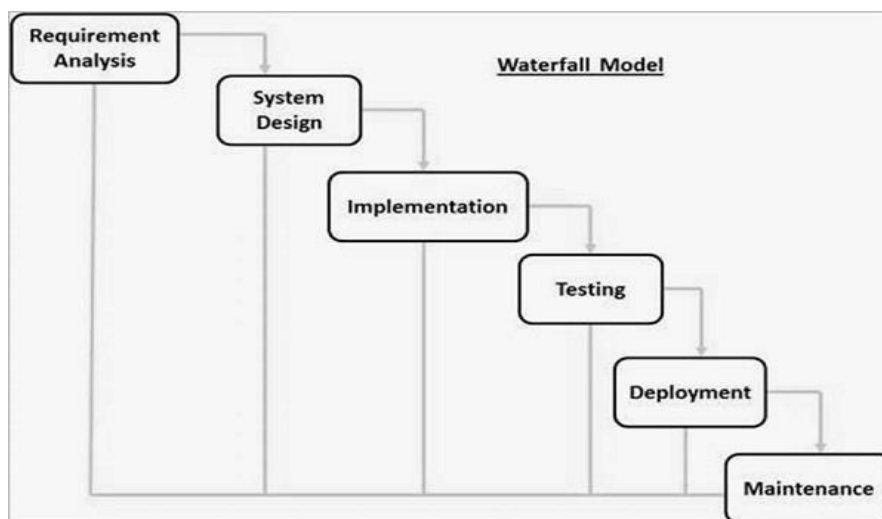 Requirement
Analysis
Waterfall Model
System
Design
Implementation
Testing
Deployment
Maintenance